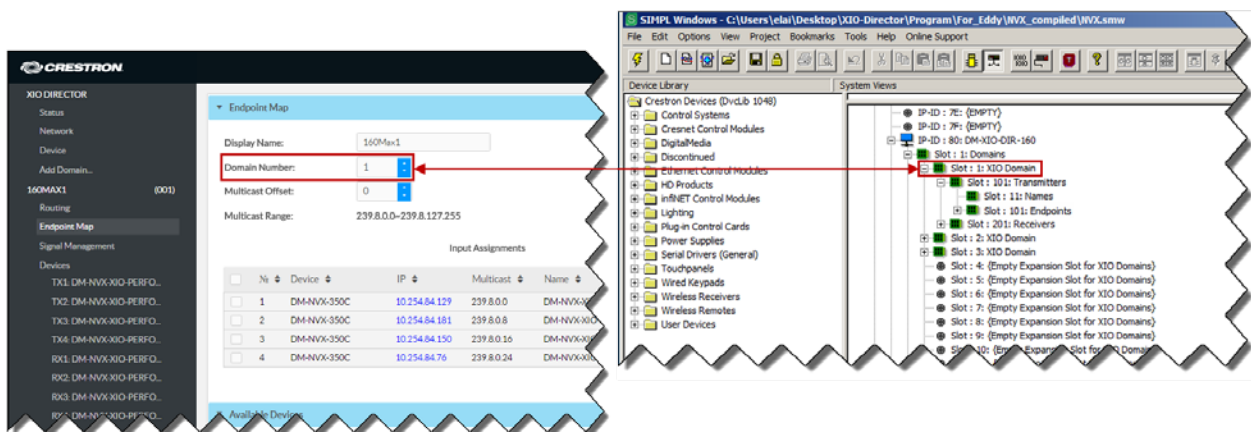 CRESTRON
XIO DIRECTOR
Status
Network
Device
Add Domain...
160MAX1 (001)
Routing
Endpoint Map
Signal Management
Devices
TX1: DM-NVX-XIO-PERFO...
TX2: DM-NVX-XIO-PERFO...
TX3: DM-NVX-XIO-PERFO...
TX4: DM-NVX-XIO-PERFO...
RX1: DM-NVX-XIO-PERFO...
RX2: DM-NVX-XIO-PERFO...
RX3: DM-NVX-XIO-PERFO...
Endpoint Map
Display Name: 160Max1
Domain Number: 1
Multicast Offset: 0
Multicast Range: 239.8.0.0~239.8.127.255
Input Assignments
№ Device IP Multicast Name
1 DM-NVX-350C 10.254.84.129 239.8.0.0
2 DM-NVX-350C 10.254.84.181 239.8.0.8
3 DM-NVX-350C 10.254.84.150 239.8.0.16
4 DM-NVX-350C 10.254.84.76 239.8.0.24
Available Devices
SIMPL Windows - C:\Users\elai\Desktop\XIO-Director\Program\For_Eddy\NVX_compiled\NVX.smw
File Edit Options View Project Bookmarks Tools Help Online Support
Device Library
Crestron Devices (DvcLib 1048)
Control Systems
Cresnet Control Modules
DigitalMedia
Discontinued
Ethernet Control Modules
HD Products
infiNET Control Modules
Lighting
Plug-in Control Cards
Power Supplies
Serial Drivers (General)
Touchpanels
Wired Keypads
Wireless Receivers
Wireless Remotes
User Devices
System Views
IP-ID : 7E: {EMPTY}
IP-ID : 7F: {EMPTY}
IP-ID : 80: DM-XIO-DIR-160
Slot : 1: Domains
Slot : 1: XIO Domain
Slot : 101: Transmitters
Slot : 11: Names
Slot : 101: Endpoints
Slot : 201: Receivers
Slot : 2: XIO Domain
Slot : 3: XIO Domain
Slot : 4: {Empty Expansion Slot for XIO Domains}
Slot : 5: {Empty Expansion Slot for XIO Domains}
Slot : 6: {Empty Expansion Slot for XIO Domains}
Slot : 7: {Empty Expansion Slot for XIO Domains}
Slot : 8: {Empty Expansion Slot for XIO Domains}
Slot : 9: {Empty Expansion Slot for XIO Domains}